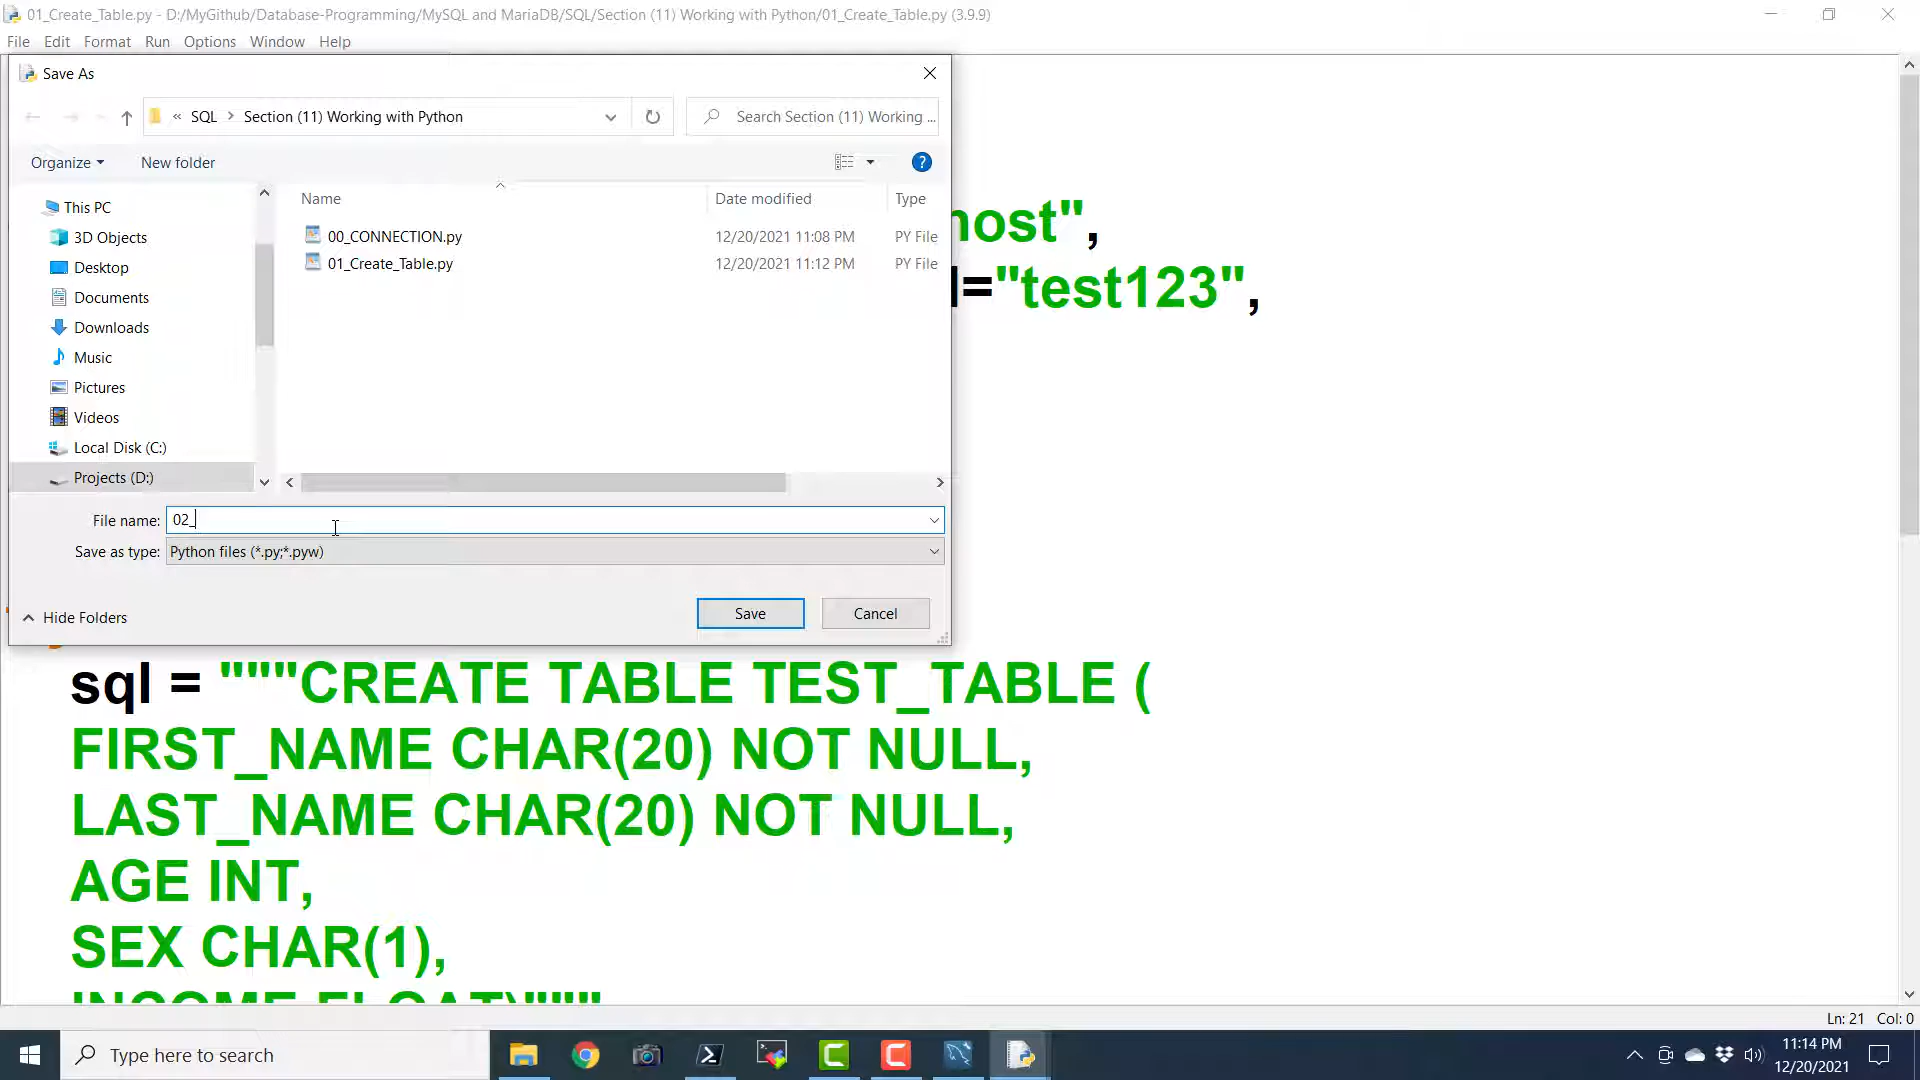 01_Create_Table.py - D:/MyGithub/Database-Programming/MySQL and MariaDB/SQL/Section (11) Working with Python/01_Create_Table.py (3.9.9)
File Edit Format Run Options Window Help
Save As
« SQL > Section (11) Working with Python
Search Section (11) Working ...
Organize New folder
Name Date modified Type
This PC
3D Objects
Desktop
Documents
Downloads
Music
Pictures
Videos
Local Disk (C:)
Projects (D:)
00_CONNECTION.py 12/20/2021 11:08 PM PY File
01_Create_Table.py 12/20/2021 11:12 PM PY File
File name: 02_
Save as type: Python files (*.py;*.pyw)
Hide Folders
Save Cancel
host",
="test123",
sql = """CREATE TABLE TEST_TABLE (
FIRST_NAME CHAR(20) NOT NULL,
LAST_NAME CHAR(20) NOT NULL,
AGE INT,
SEX CHAR(1),
INCOME FLOAT)"""
Ln: 21 Col: 0
Type here to search
11:14 PM
12/20/2021